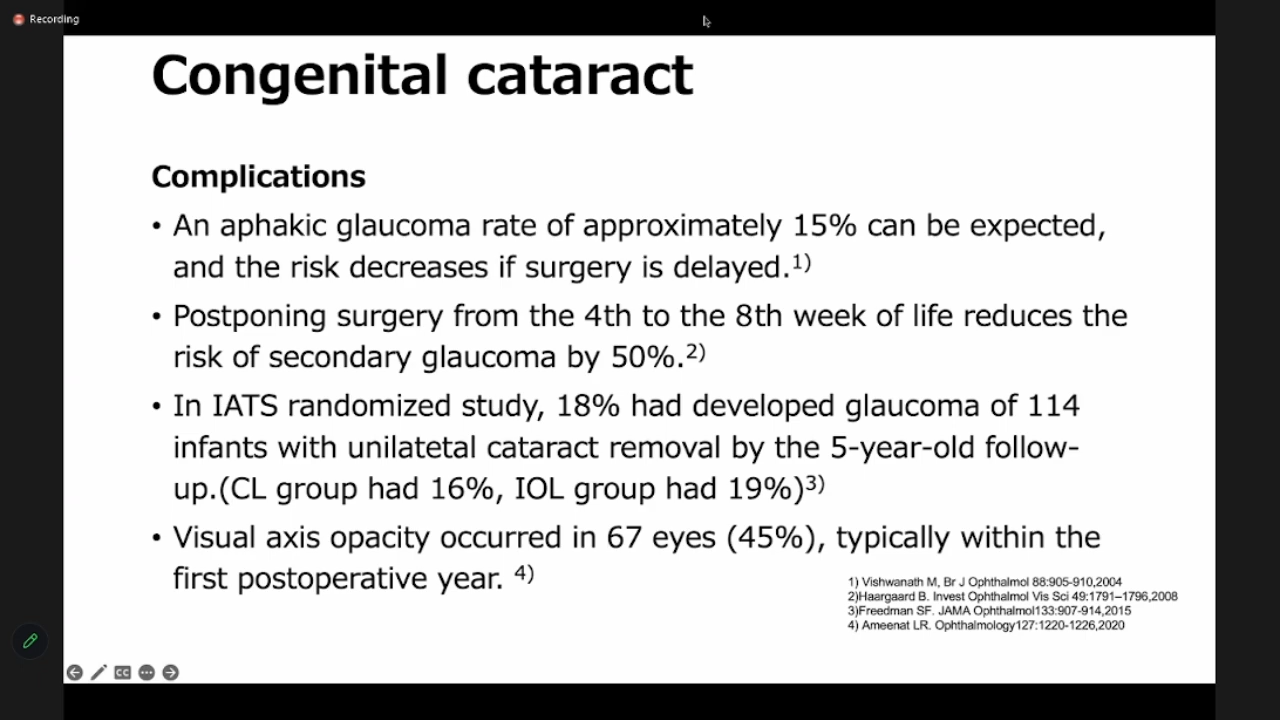 Recording
Congenital cataract
Complications
• An aphakic glaucoma rate of approximately 15% can be expected,
and the risk decreases if surgery is delayed.1)
• Postponing surgery from the 4th to the 8th week of life reduces the
risk of secondary glaucoma by 50%.2)
• In IATS randomized study, 18% had developed glaucoma of 114
infants with unilatetal cataract removal by the 5-year-old follow-
up.(CL group had 16%, IOL group had 19%)3)
• Visual axis opacity occurred in 67 eyes (45%), typically within the
first postoperative year. 4)
1) Vishwanath M, Br J Ophthalmol 88:905-910,2004
2)Haargaard B. Invest Ophthalmol Vis Sci 49:1791–1796,2008
3)Freedman SF. JAMA Ophthalmol133:907-914,2015
4) Ameenat LR. Ophthalmology127:1220-1226,2020
CC